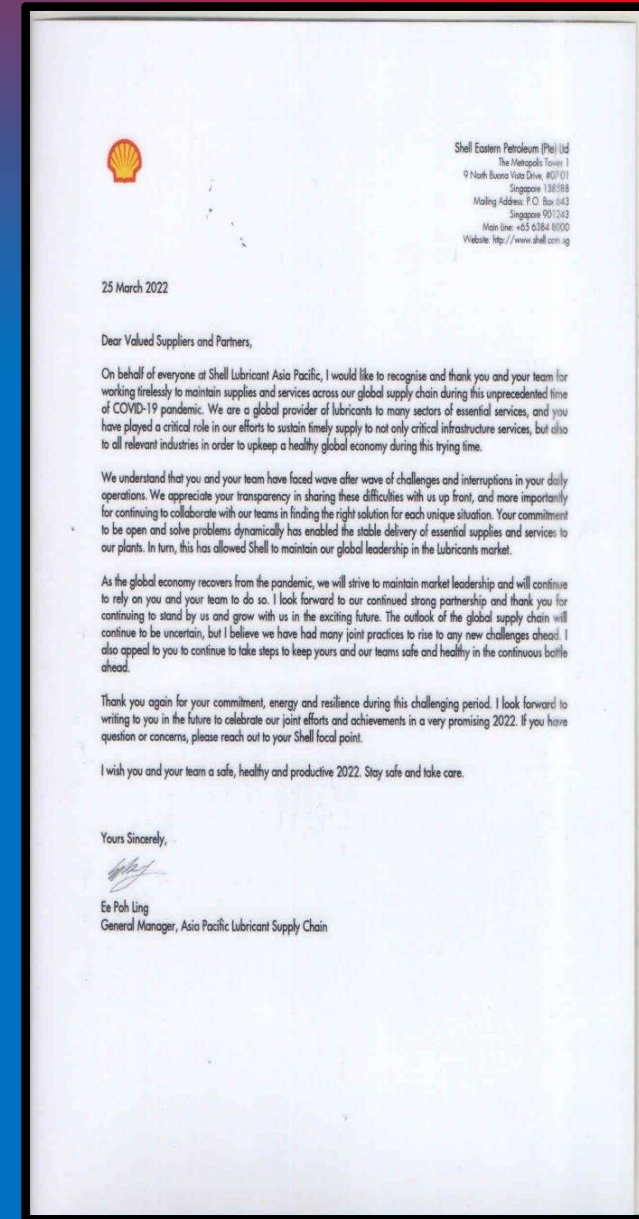 Shell Eastern Petroleum (Pte) Ltd
The Metropolis Tower 1
9 North Buona Vista Drive, #07-01
Singapore 138588
Mailing Address: P.O. Box 643
Singapore 901243
Main Line: +65 6384 8000
Website: http://www.shell.com.sg
25 March 2022
Dear Valued Suppliers and Partners,
On behalf of everyone at Shell Lubricant Asia Pacific, I would like to recognise and thank you and your team for
working tirelessly to maintain supplies and services across our global supply chain during this unprecedented time
of COVID-19 pandemic. We are a global provider of lubricants to many sectors of essential services, and you
have played a critical role in our efforts to sustain timely supply to not only critical infrastructure services, but also
to all relevant industries in order to upkeep a healthy global economy during this trying time.
We understand that you and your team have faced wave after wave of challenges and interruptions in your daily
operations. We appreciate your transparency in sharing these difficulties with us up front, and more importantly
for continuing to collaborate with our teams in finding the right solution for each unique situation. Your commitment
to be open and solve problems dynamically has enabled the stable delivery of essential supplies and services to
our plants. In turn, this has allowed Shell to maintain our global leadership in the Lubricants market.
As the global economy recovers from the pandemic, we will strive to maintain market leadership and will continue
to rely on you and your team to do so. I look forward to our continued strong partnership and thank you for
continuing to stand by us and grow with us in the exciting future. The outlook of the global supply chain will
continue to be uncertain, but I believe we have had many joint practices to rise to any new challenges ahead. I
also appeal to you to continue to take steps to keep yours and our teams safe and healthy in the continuous battle
ahead.
Thank you again for your commitment, energy and resilience during this challenging period. I look forward to
writing to you in the future to celebrate our joint efforts and achievements in a very promising 2022. If you have
question or concerns, please reach out to your Shell focal point.
I wish you and your team a safe, healthy and productive 2022. Stay safe and take care.
Yours Sincerely,
Ee Poh Ling
General Manager, Asia Pacific Lubricant Supply Chain